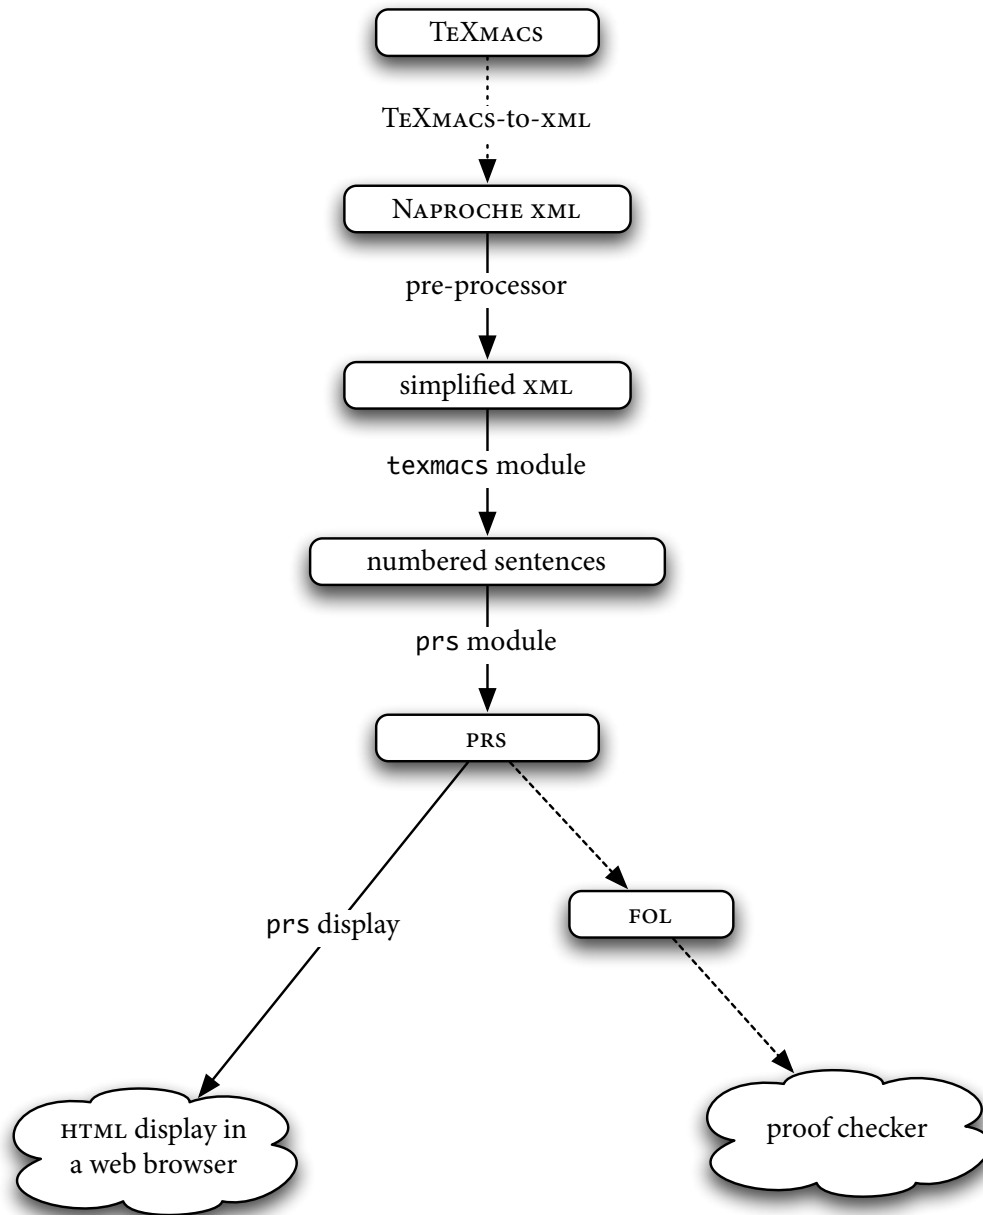 TEXMACS
TEXMACS-to-XML
NAPROCHE XML
pre-processor
simplified XML
texmacs module
numbered sentences
prs module
PRS
prs display
FOL
HTML display in
a web browser
proof checker